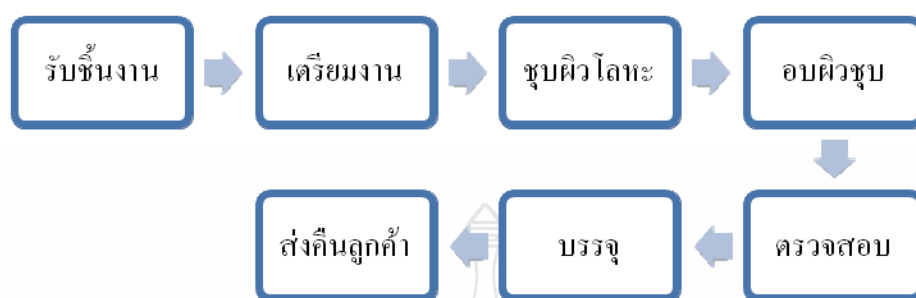 รับชิ้นงาน
เตรียมงาน
ชุบผิวโลหะ
อบผิวชุบ
ตรวจสอบ
บรรจุ
ส่งคืนลูกค้า